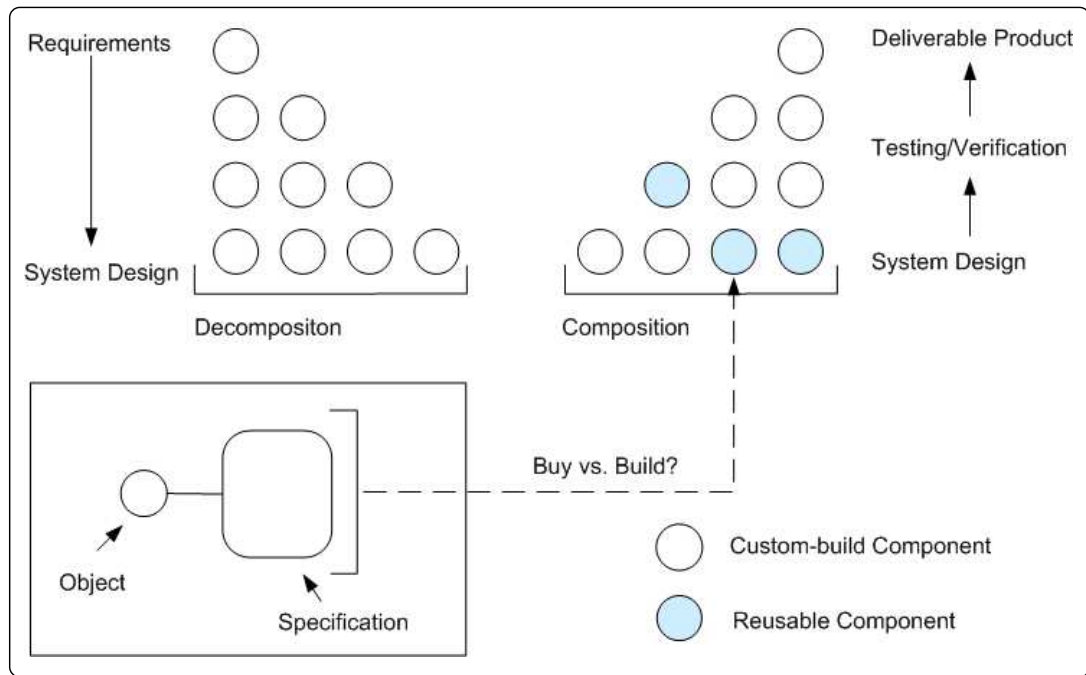 Requirements
Deliverable Product
Testing/Verification
System Design
System Design
Decompositon
Composition
Buy vs. Build?
Object
Specification
Custom-build Component
Reusable Component